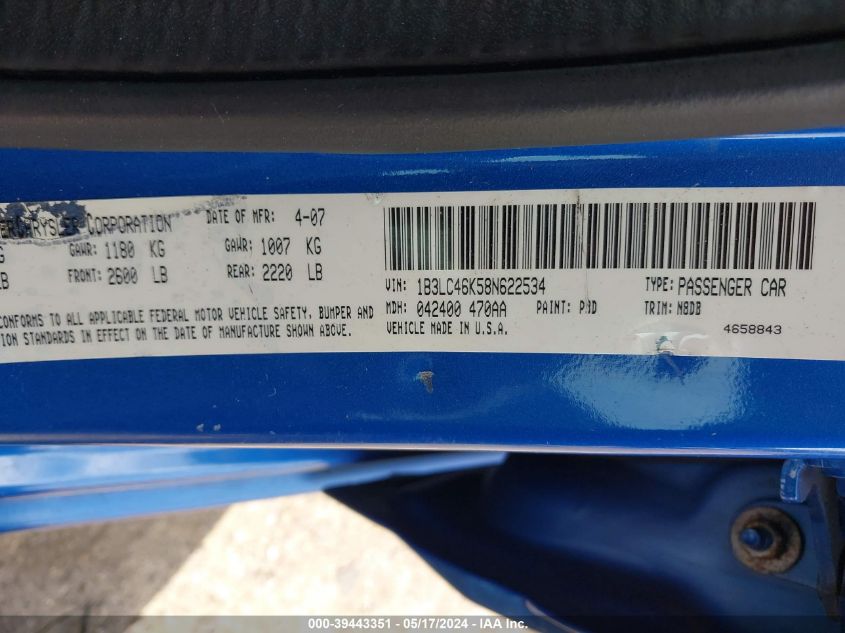 CHRYSLER CORPORATION DATE OF MFR: 4-07
G GAWR: 1180 KG GAWR: 1007 KG
LB FRONT: 2600 LB REAR: 2220 LB
CONFORMS TO ALL APPLICABLE FEDERAL MOTOR VEHICLE SAFETY, BUMPER AND
ION STANDARDS IN EFFECT ON THE DATE OF MANUFACTURE SHOWN ABOVE.
VIN: 1B3LC46K58N622534 TYPE: PASSENGER CAR
MDH: 042400 470AA PAINT: TRIM: N8DB
VEHICLE MADE IN U.S.A. 4658843
000-39443351 | 05/17/2024 | IAA Inc.